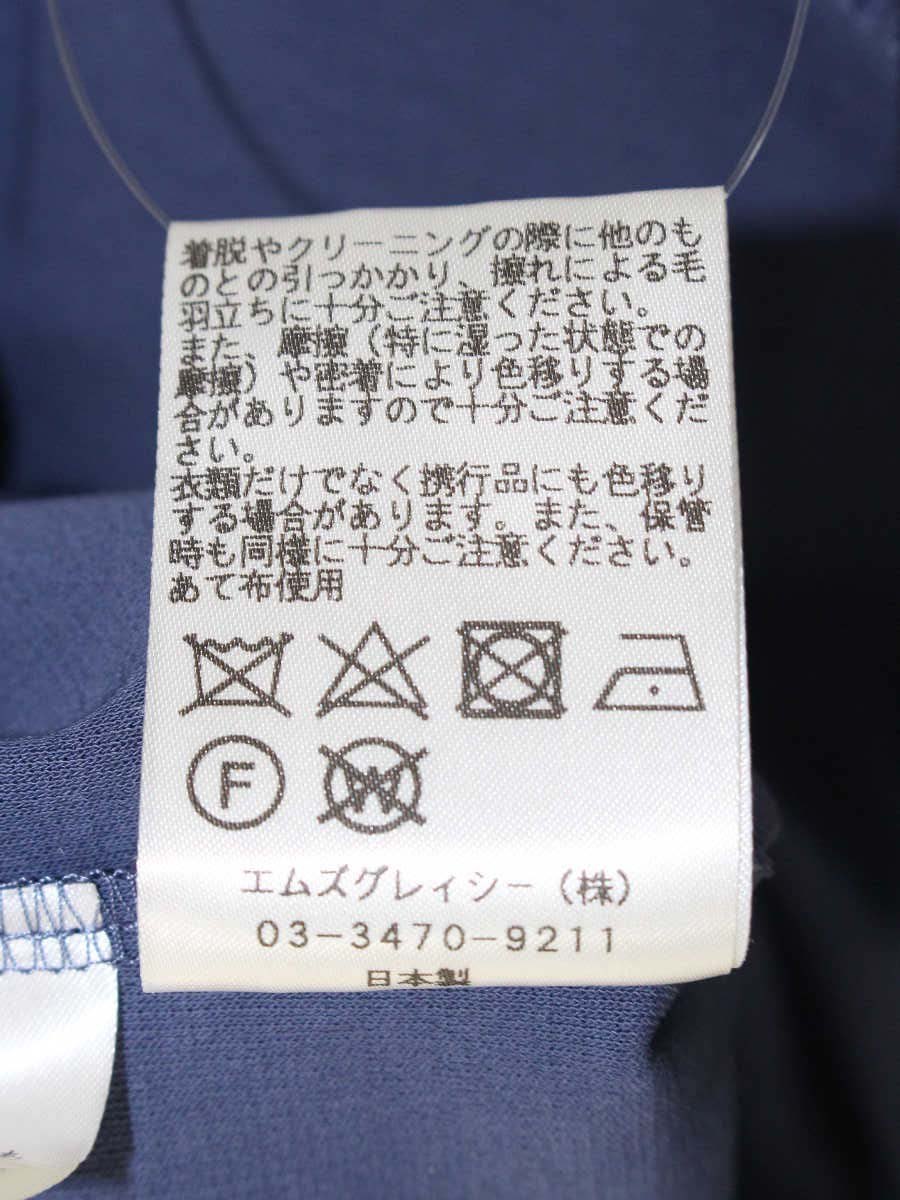 着脱やクリーニングの際に他のも
のとの引っかかり、擦れによる毛
羽立ちに十分ご注意ください。
また、摩擦（特に湿った状態での
摩擦）や密着により色移りする場
合がありますので十分ご注意くだ
さい。
衣類だけでなく携行品にも色移り
する場合があります。また、保管
時も同様に十分ご注意ください。
あて布使用
F W
エムズグレィシー（株）
03-3470-9211
日本製